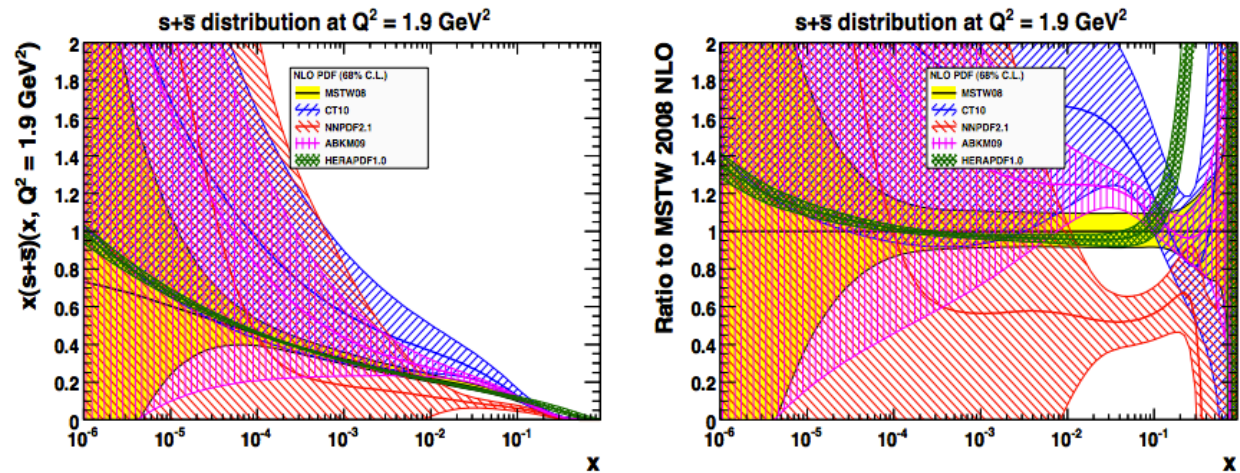 s+s̅ distribution at Q² = 1.9 GeV²
x(s+s̅)(x, Q² = 1.9 GeV²)
2
1.8
1.6
1.4
1.2
1
0.8
0.6
0.4
0.2
0
NLO PDF (68% C.L.)
MSTW08
CT10
NNPDF2.1
ABKM09
HERAPDF1.0
10⁻⁶ 10⁻⁵ 10⁻⁴ 10⁻³ 10⁻² 10⁻¹
x
s+s̅ distribution at Q² = 1.9 GeV²
Ratio to MSTW 2008 NLO
2
1.8
1.6
1.4
1.2
1
0.8
0.6
0.4
0.2
0
NLO PDF (68% C.L.)
MSTW08
CT10
NNPDF2.1
ABKM09
HERAPDF1.0
10⁻⁶ 10⁻⁵ 10⁻⁴ 10⁻³ 10⁻² 10⁻¹
x